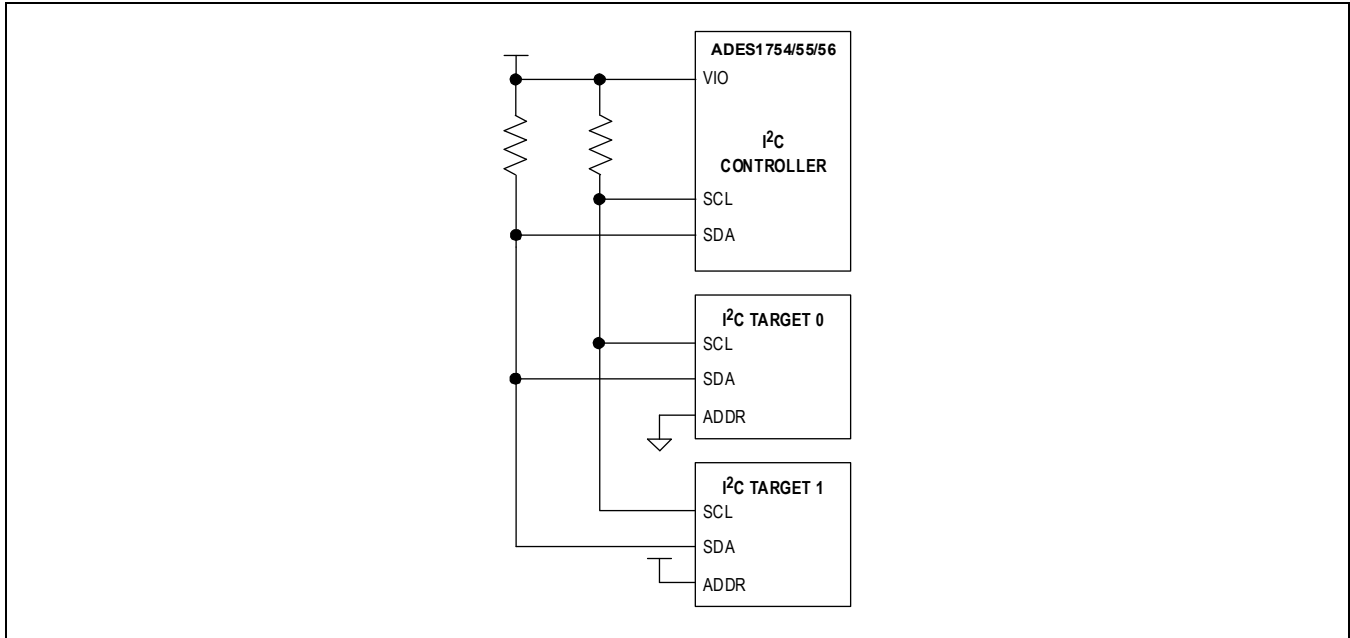 ADES1754/55/56
VIO
I²C
CONTROLLER
SCL
SDA
I²C TARGET 0
SCL
SDA
ADDR
I²C TARGET 1
SCL
SDA
ADDR